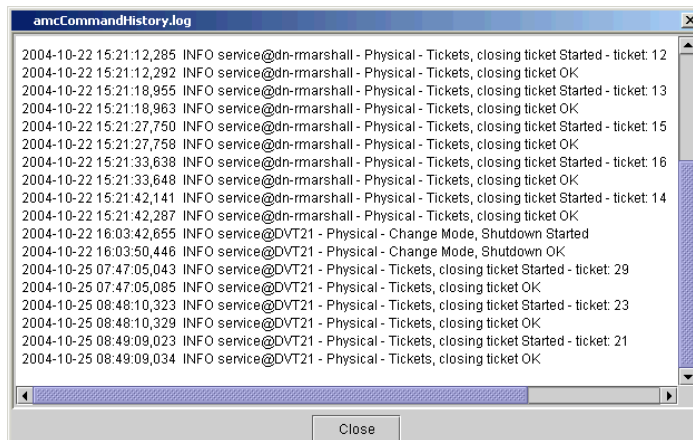 amcCommandHistory.log
2004-10-22 15:21:12,285 INFO service@dn-rmarshall - Physical - Tickets, closing ticket Started - ticket: 12
2004-10-22 15:21:12,292 INFO service@dn-rmarshall - Physical - Tickets, closing ticket OK
2004-10-22 15:21:18,955 INFO service@dn-rmarshall - Physical - Tickets, closing ticket Started - ticket: 13
2004-10-22 15:21:18,963 INFO service@dn-rmarshall - Physical - Tickets, closing ticket OK
2004-10-22 15:21:27,750 INFO service@dn-rmarshall - Physical - Tickets, closing ticket Started - ticket: 15
2004-10-22 15:21:27,758 INFO service@dn-rmarshall - Physical - Tickets, closing ticket OK
2004-10-22 15:21:33,638 INFO service@dn-rmarshall - Physical - Tickets, closing ticket Started - ticket: 16
2004-10-22 15:21:33,648 INFO service@dn-rmarshall - Physical - Tickets, closing ticket OK
2004-10-22 15:21:42,141 INFO service@dn-rmarshall - Physical - Tickets, closing ticket Started - ticket: 14
2004-10-22 15:21:42,287 INFO service@dn-rmarshall - Physical - Tickets, closing ticket OK
2004-10-22 16:03:42,655 INFO service@DVT21 - Physical - Change Mode, Shutdown Started
2004-10-22 16:03:50,446 INFO service@DVT21 - Physical - Change Mode, Shutdown OK
2004-10-25 07:47:05,043 INFO service@DVT21 - Physical - Tickets, closing ticket Started - ticket: 29
2004-10-25 07:47:05,085 INFO service@DVT21 - Physical - Tickets, closing ticket OK
2004-10-25 08:48:10,323 INFO service@DVT21 - Physical - Tickets, closing ticket Started - ticket: 23
2004-10-25 08:48:10,329 INFO service@DVT21 - Physical - Tickets, closing ticket OK
2004-10-25 08:49:09,023 INFO service@DVT21 - Physical - Tickets, closing ticket Started - ticket: 21
2004-10-25 08:49:09,034 INFO service@DVT21 - Physical - Tickets, closing ticket OK
Close